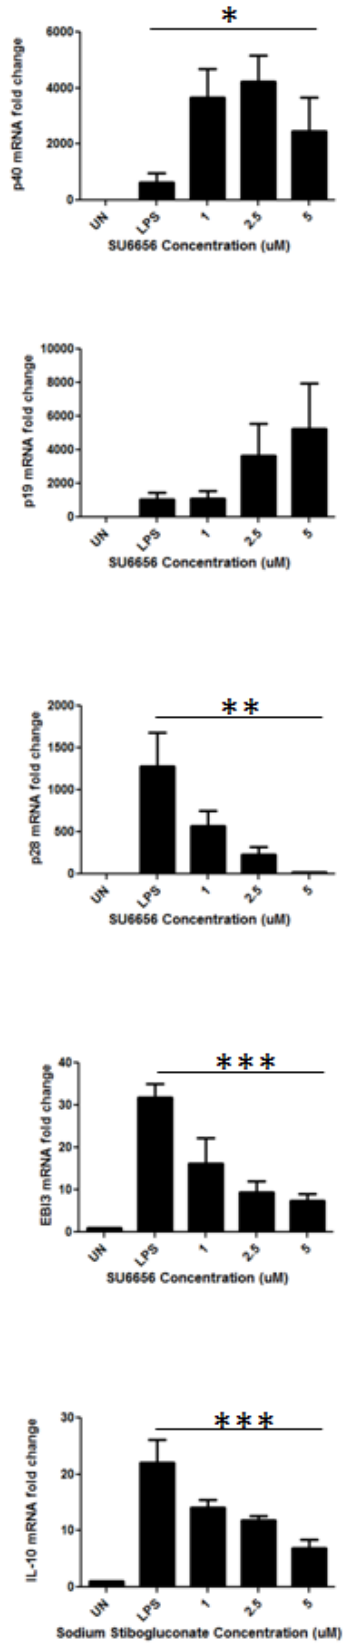 *
p40 mRNA fold change
6000
4000
2000
0
UN LPS 1 2.5 5
SU6656 Concentration (uM)
p19 mRNA fold change
10000
8000
6000
4000
2000
0
UN LPS 1 2.5 5
SU6656 Concentration (uM)
**
p28 mRNA fold change
2000
1500
1000
500
0
UN LPS 1 2.5 5
SU6656 Concentration (uM)
***
EBI3 mRNA fold change
40
30
20
10
0
UN LPS 1 2.5 5
SU6656 Concentration (uM)
***
IL-10 mRNA fold change
30
20
10
0
UN LPS 1 2.5 5
Sodium Stibogluconate Concentration (uM)